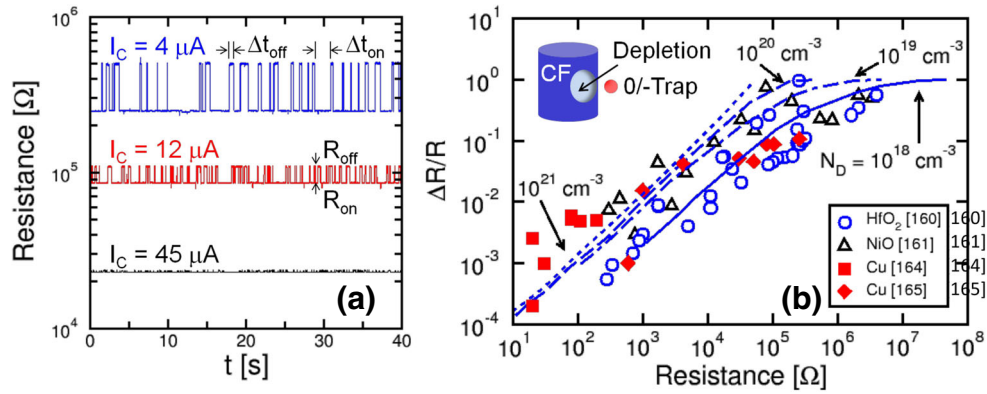 I_C = 4 μA
Δt_off
Δt_on
I_C = 12 μA
R_off
R_on
I_C = 45 μA
(a)
Resistance [Ω]
10^6
10^5
10^4
0 10 20 30 40
t [s]
Depletion
CF
0/-Trap
10^20 cm^-3
10^19 cm^-3
10^21 cm^-3
N_D = 10^18 cm^-3
HfO_2 [160] [160]
NiO [161] [161]
Cu [164] [164]
Cu [165] [165]
(b)
ΔR/R
10^1
10^0
10^-1
10^-2
10^-3
10^-4
10^1 10^2 10^3 10^4 10^5 10^6 10^7 10^8
Resistance [Ω]